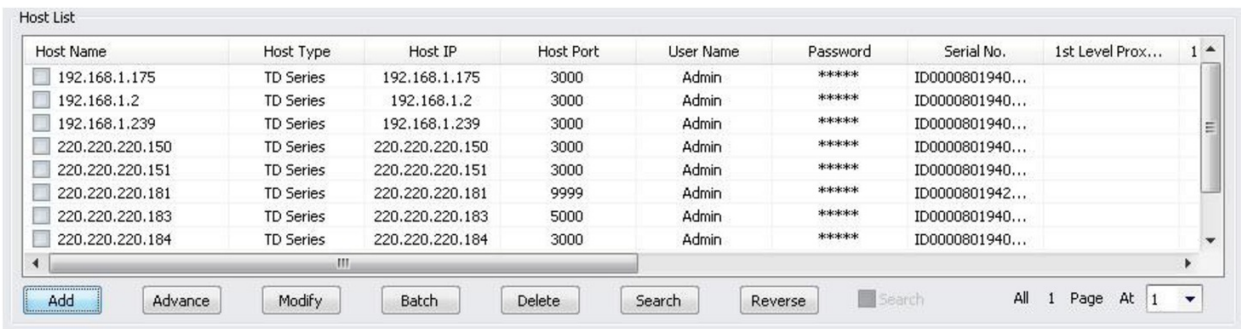 Host List
Host Name Host Type Host IP Host Port User Name Password Serial No. 1st Level Prox... 1
192.168.1.175 TD Series 192.168.1.175 3000 Admin ***** ID0000801940...
192.168.1.2 TD Series 192.168.1.2 3000 Admin ***** ID0000801940...
192.168.1.239 TD Series 192.168.1.239 3000 Admin ***** ID0000801940...
220.220.220.150 TD Series 220.220.220.150 3000 Admin ***** ID0000801940...
220.220.220.151 TD Series 220.220.220.151 3000 Admin ***** ID0000801940...
220.220.220.181 TD Series 220.220.220.181 9999 Admin ***** ID0000801942...
220.220.220.183 TD Series 220.220.220.183 5000 Admin ***** ID0000801940...
220.220.220.184 TD Series 220.220.220.184 3000 Admin ***** ID0000801940...
Add Advance Modify Batch Delete Search Reverse Search All 1 Page At 1